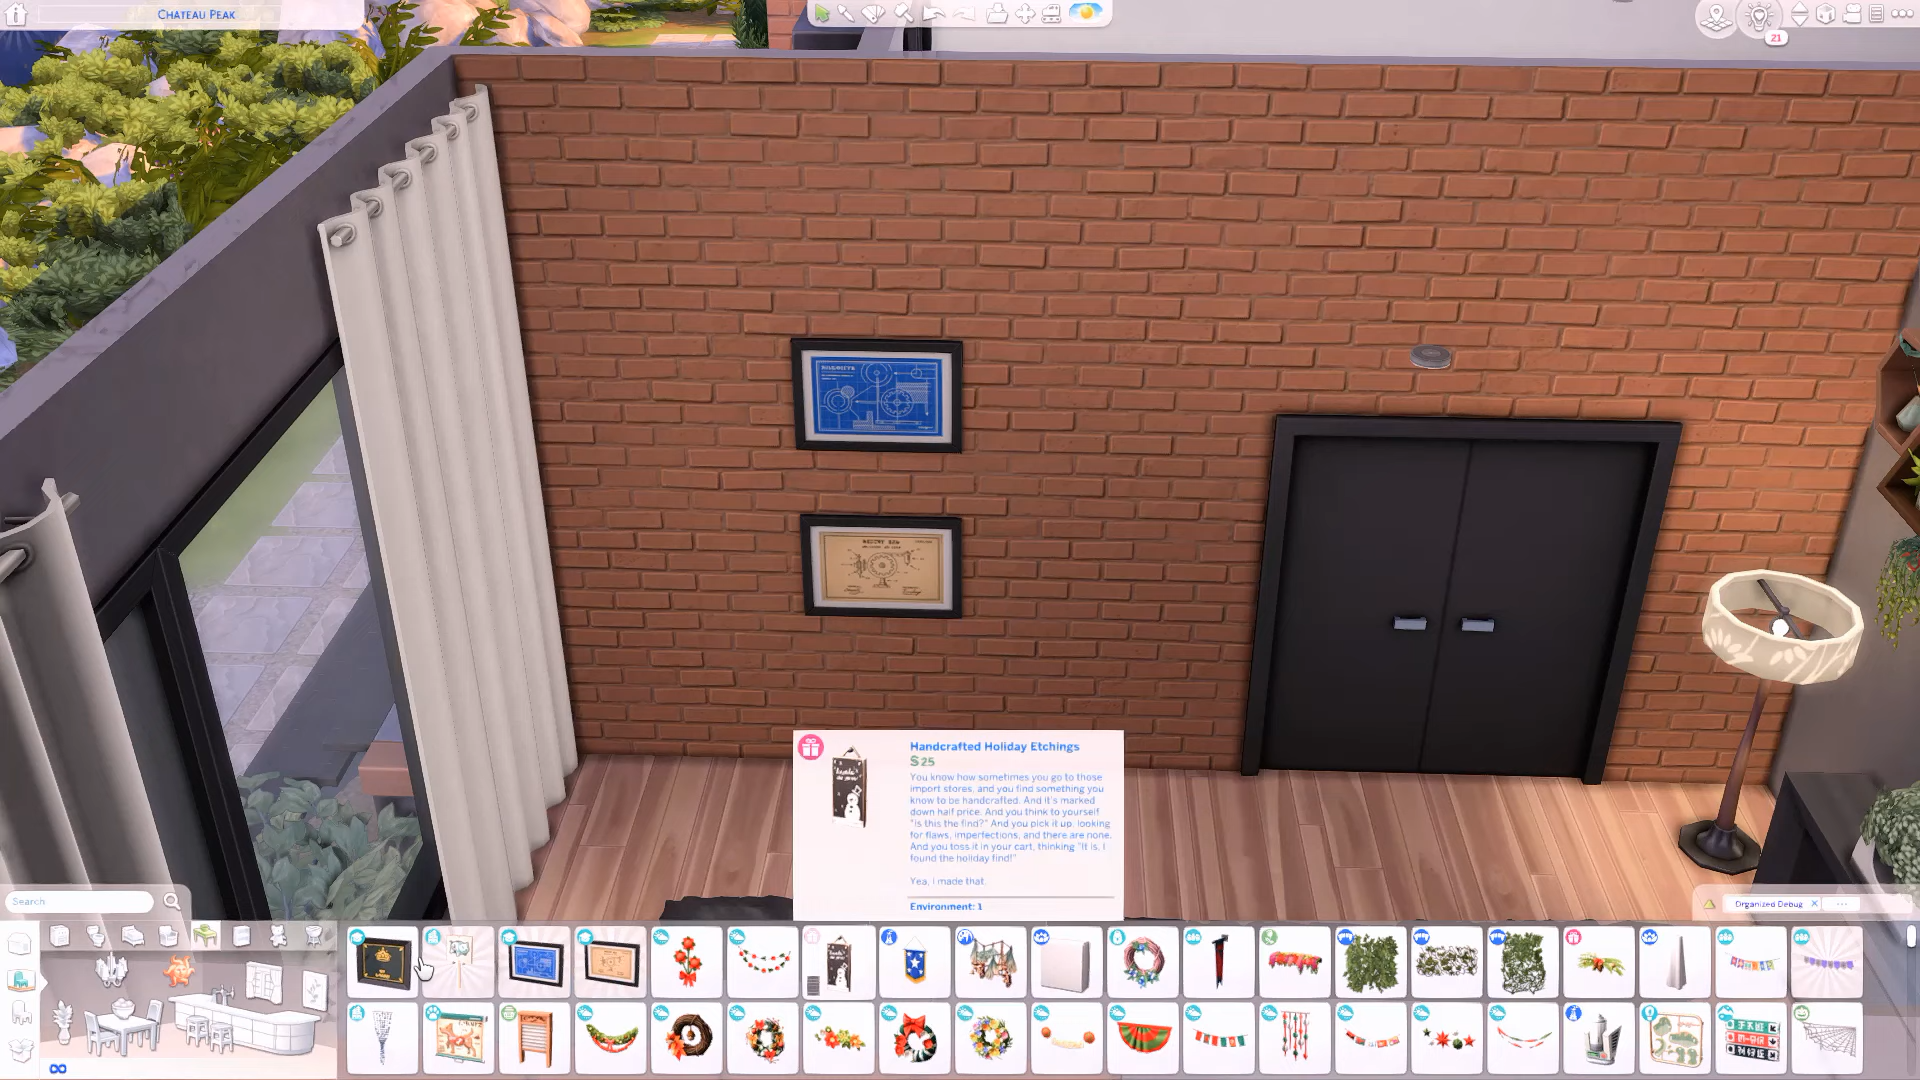 CHATEAU PEAK
21
Handcrafted Holiday Etchings
§25
You know how sometimes you go to those
import stores, and you find something you
know to be handcrafted. And it's marked
down half price. And you think to yourself
"Is this the find?" And you pick it up, looking
for flaws, imperfections, and there are none.
And you toss it in your cart, thinking "It is, I
found the holiday find!"
Yea, I made that.
Environment: 1
Search
Organized Debug